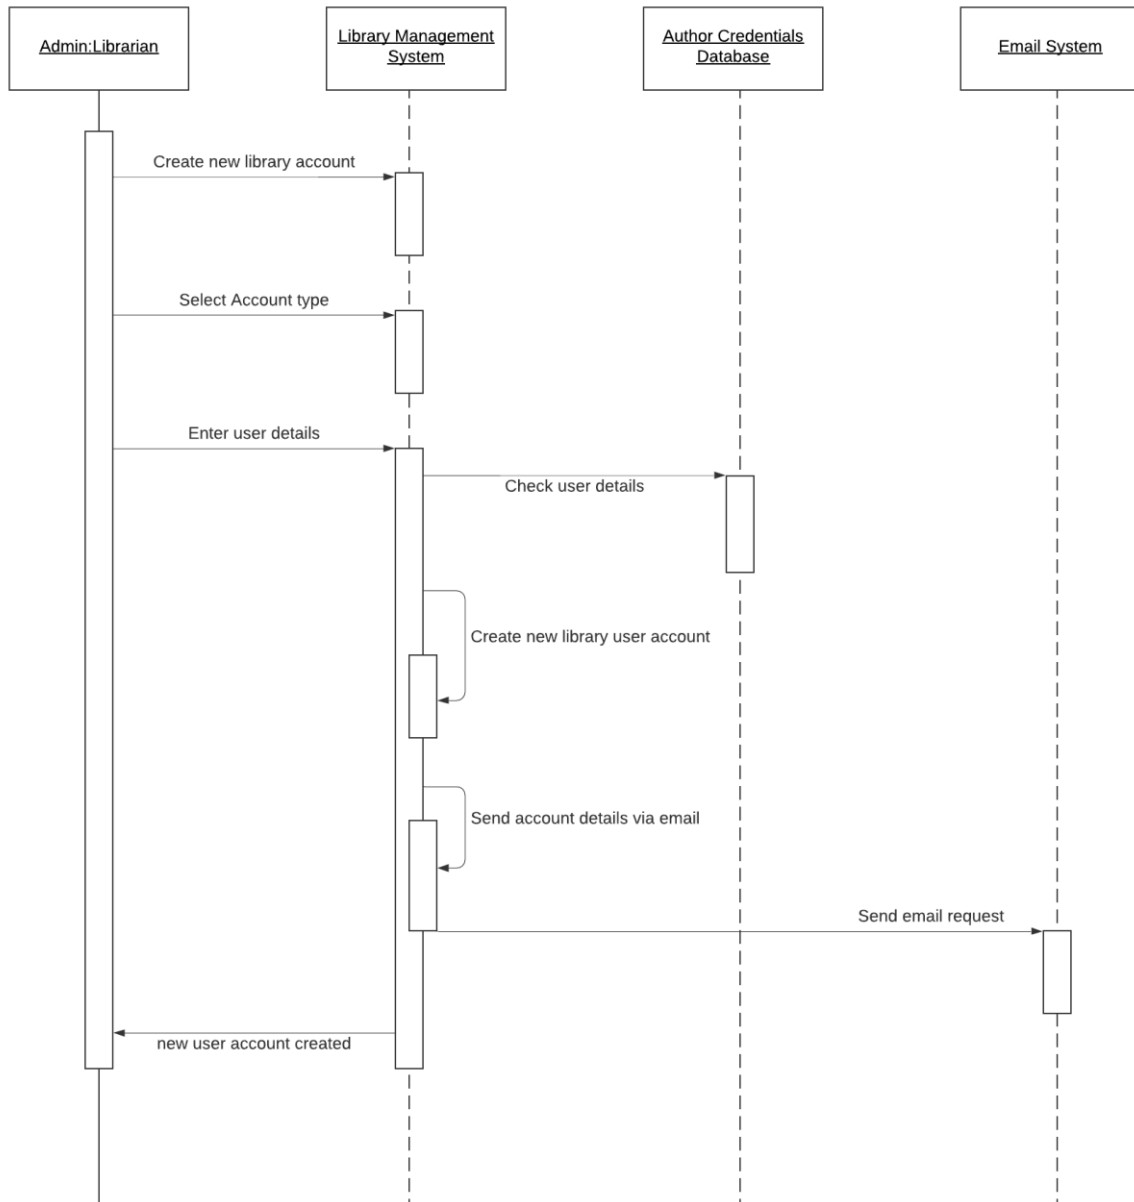 Admin:Librarian
Library Management
System
Author Credentials
Database
Email System
Create new library account
Select Account type
Enter user details
Check user details
Create new library user account
Send account details via email
Send email request
new user account created